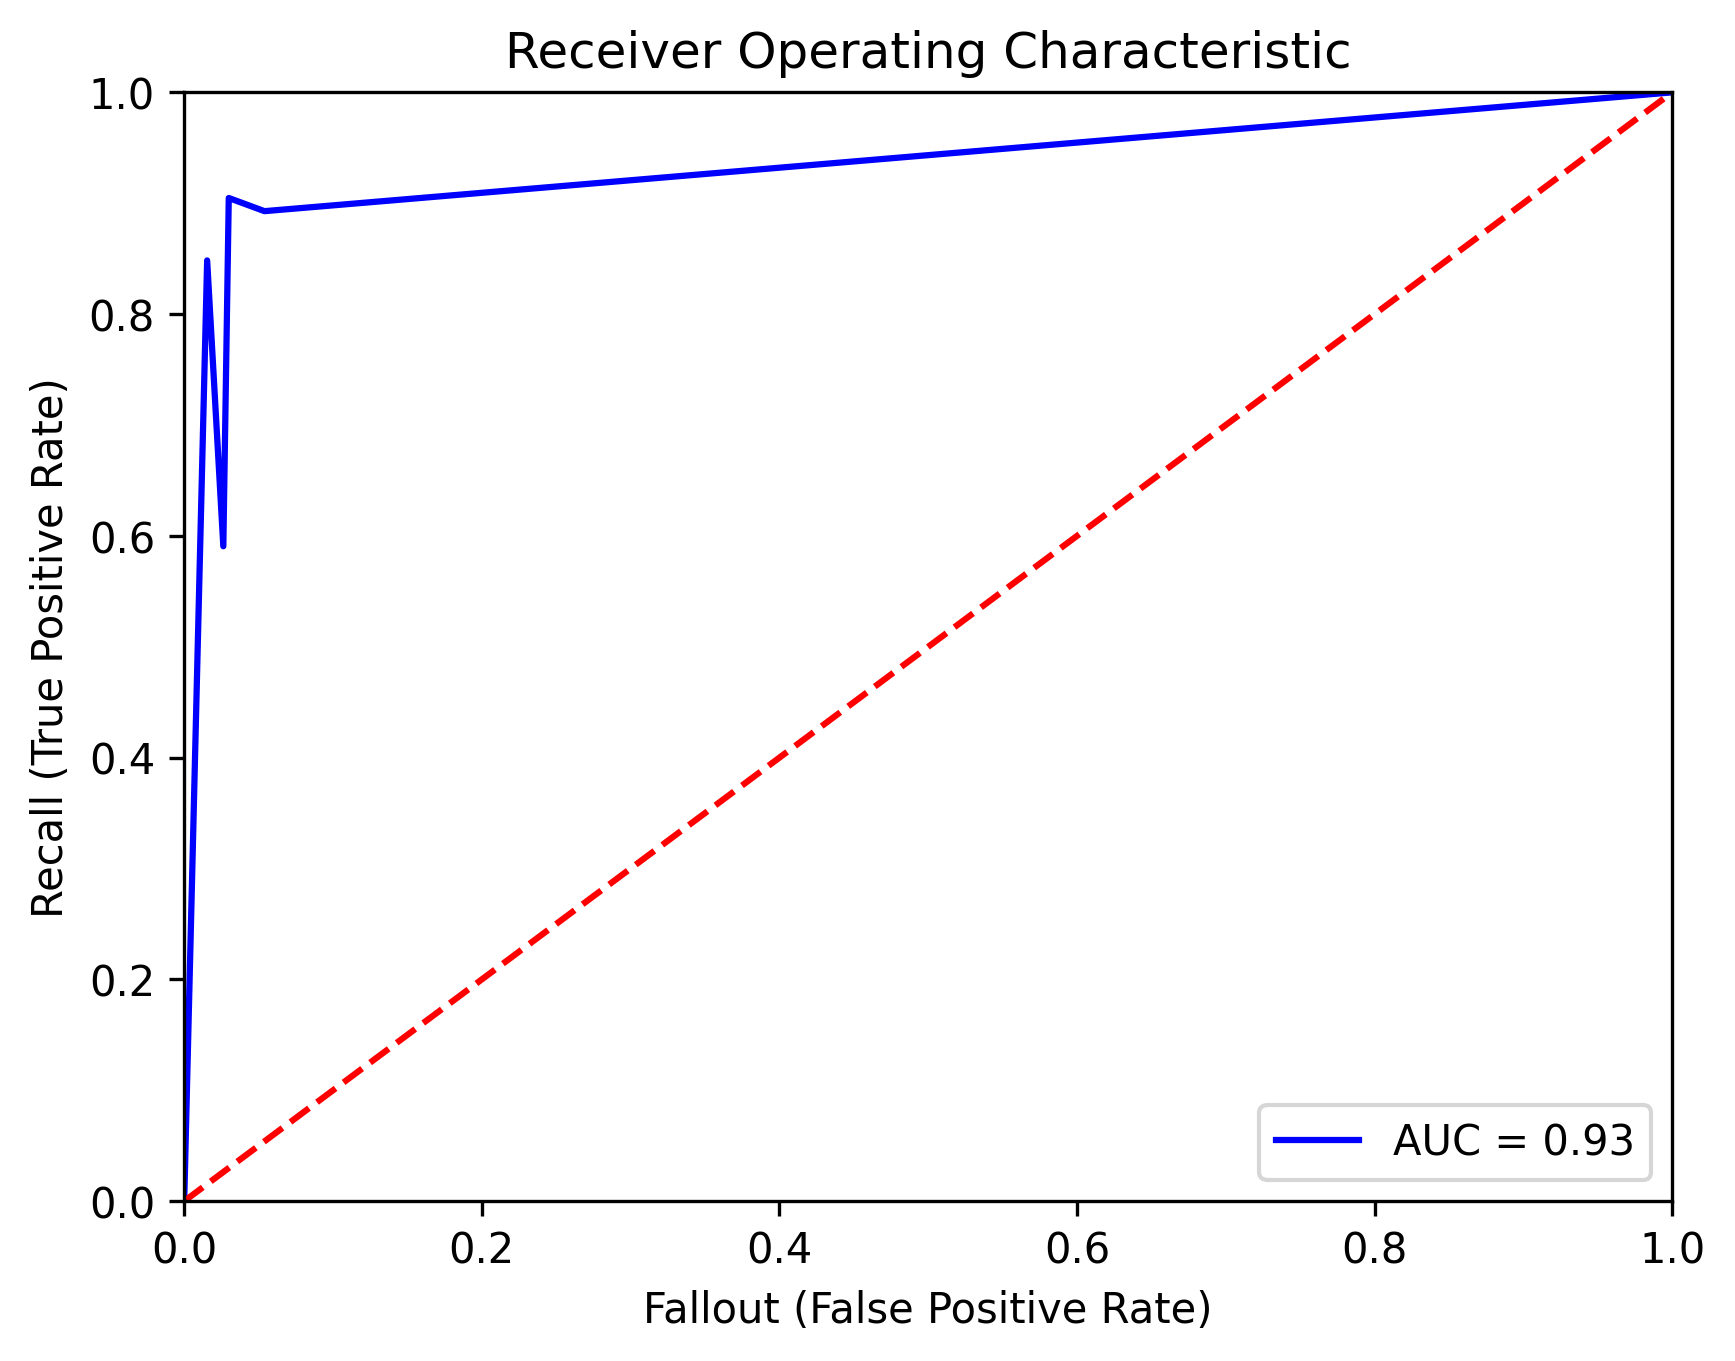 Receiver Operating Characteristic
1.0
0.8
0.6
0.4
0.2
0.0
Recall (True Positive Rate)
AUC = 0.93
0.0 0.2 0.4 0.6 0.8 1.0
Fallout (False Positive Rate)